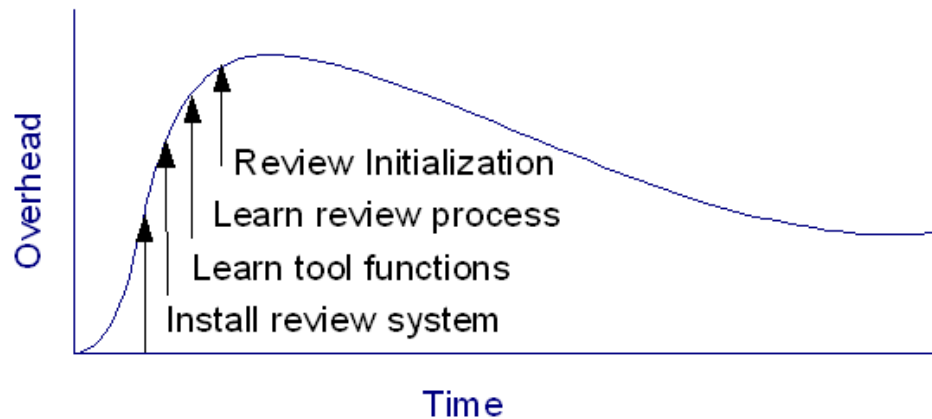 Overhead
Review Initialization
Learn review process
Learn tool functions
Install review system
Time